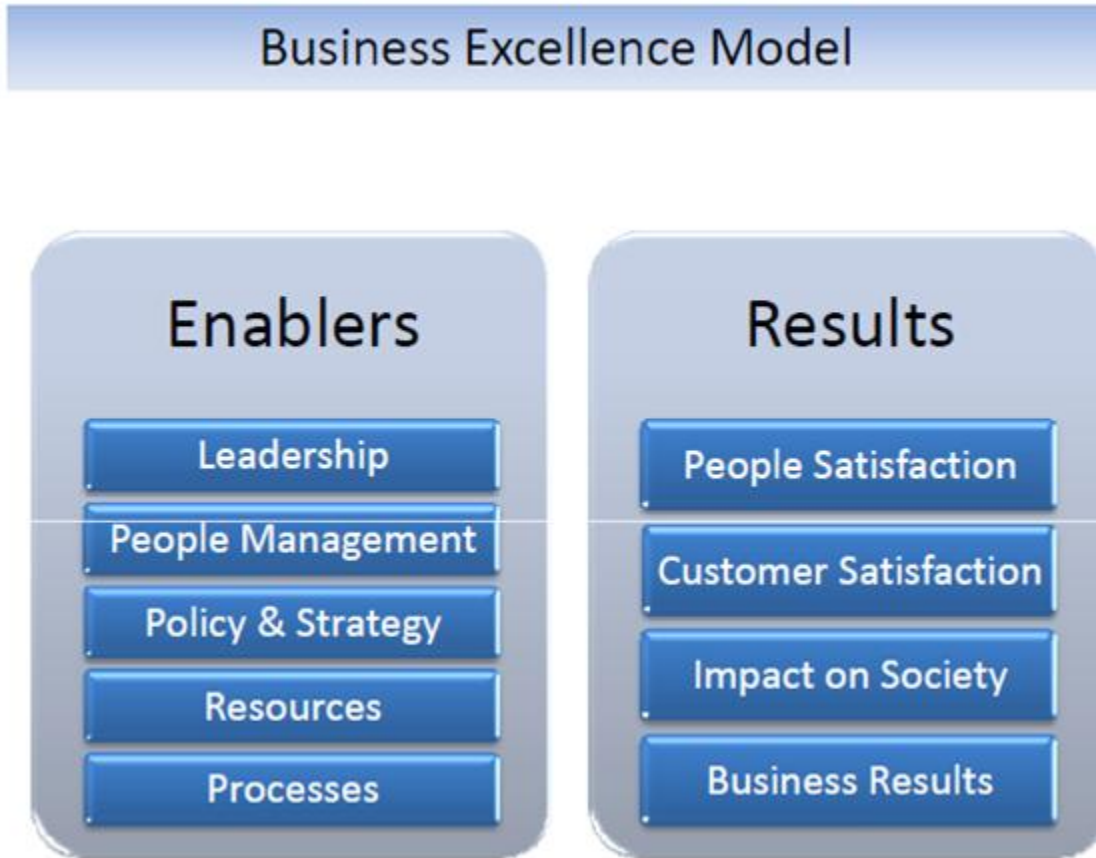 Business Excellence Model
Enablers
Leadership
People Management
Policy & Strategy
Resources
Processes
Results
People Satisfaction
Customer Satisfaction
Impact on Society
Business Results